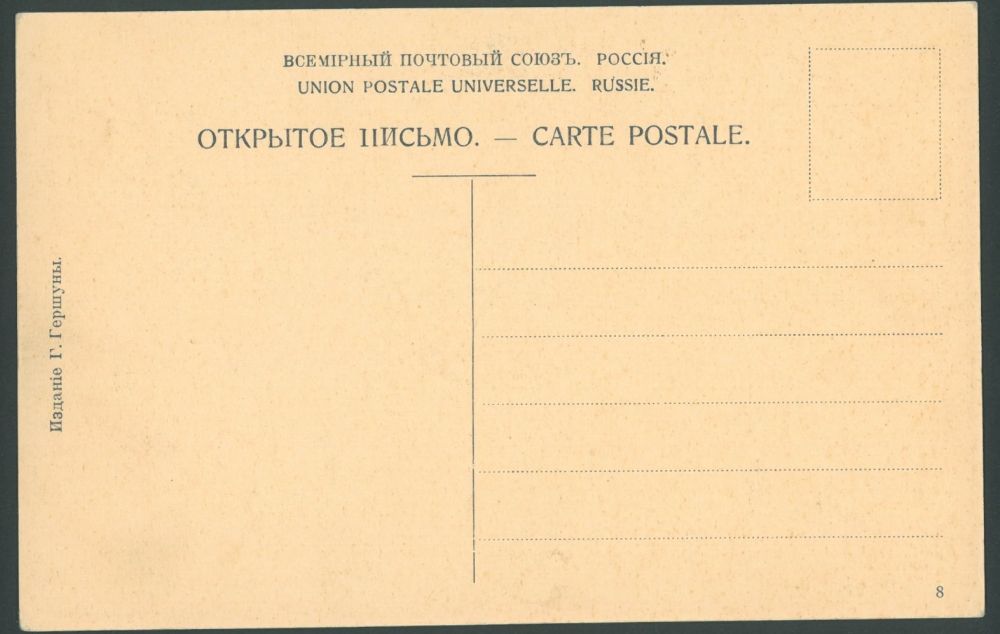 ВСЕМІРНЫЙ ПОЧТОВЫЙ СОЮЗЪ. РОССІЯ.
UNION POSTALE UNIVERSELLE. RUSSIE.
ОТКРЫТОЕ ПИСЬМО. — CARTE POSTALE.
Изданіе Г. Гершуны.
8